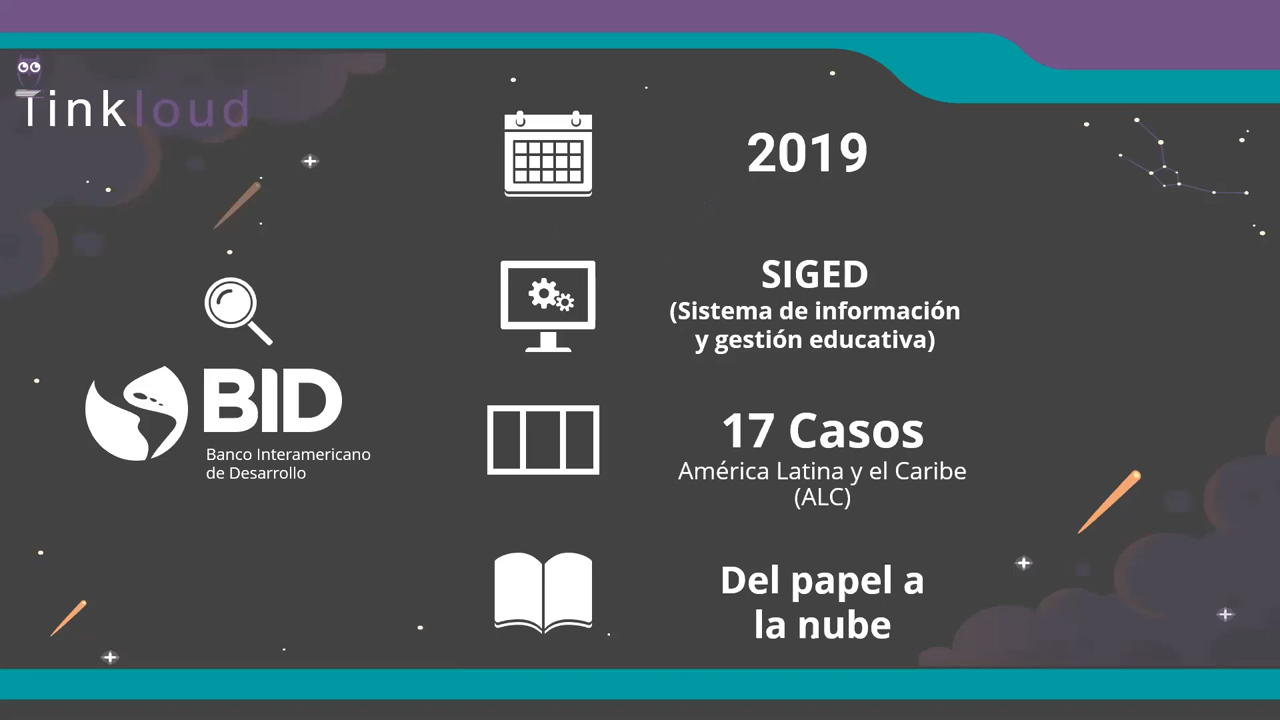 Tinkloud
BID
Banco Interamericano
de Desarrollo
2019
SIGED
(Sistema de información
y gestión educativa)
17 Casos
América Latina y el Caribe
(ALC)
Del papel a
la nube